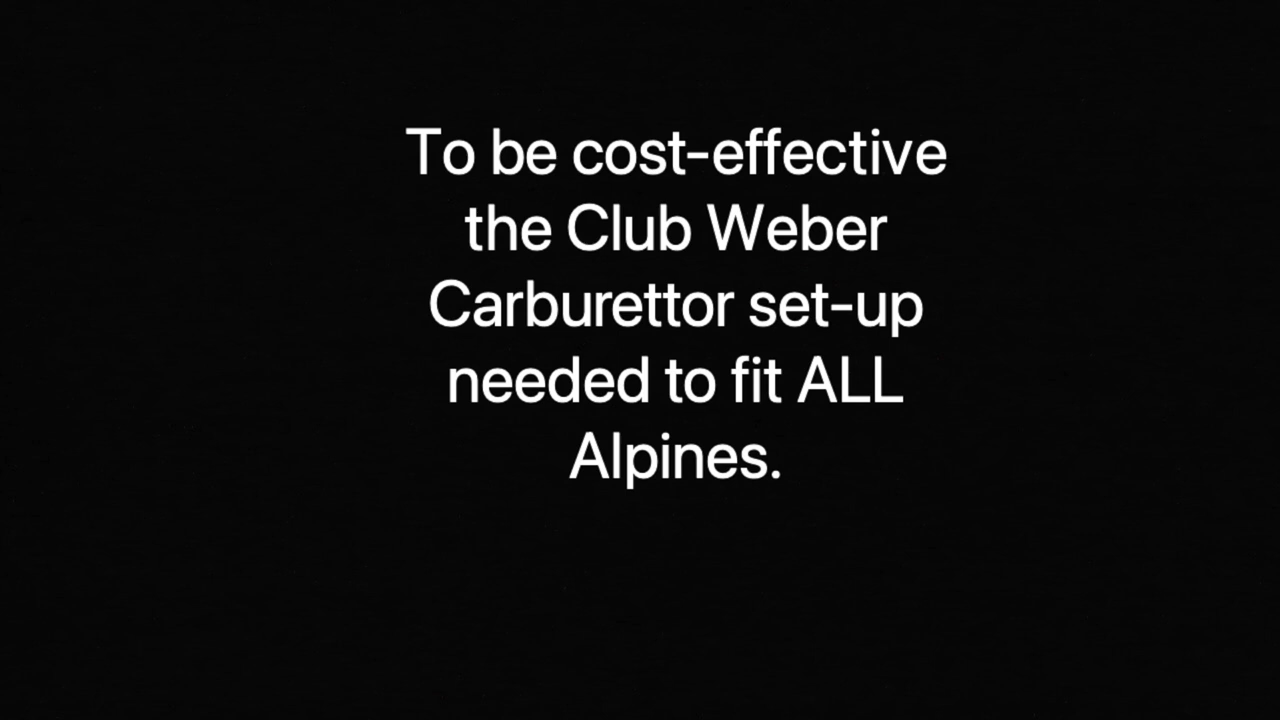 To be cost-effective
the Club Weber
Carburettor set-up
needed to fit ALL
Alpines.